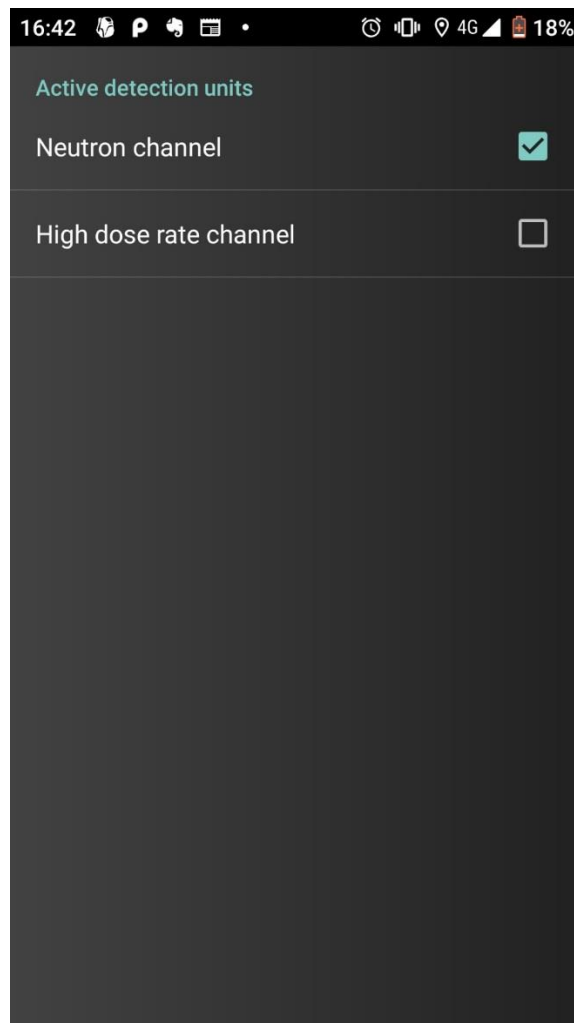 16:42 4G 18%
Active detection units
Neutron channel
High dose rate channel